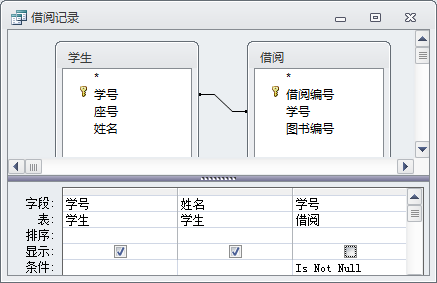 借阅记录
学生
*
学号
座号
姓名
借阅
*
借阅编号
学号
图书编号
字段: 学号 姓名 学号
表: 学生 学生 借阅
排序:
显示:
条件: Is Not Null